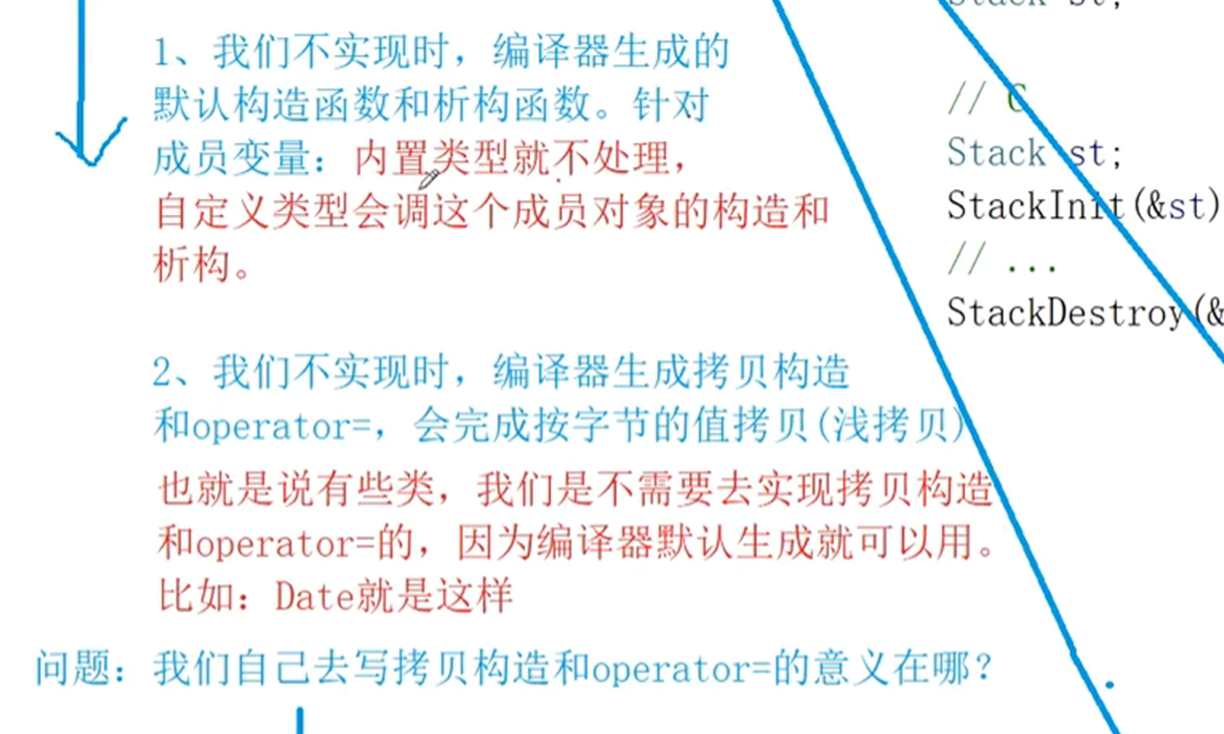 1、我们不实现时，编译器生成的
默认构造函数和析构函数。针对
成员变量：内置类型就不处理，
自定义类型会调这个成员对象的构造和
析构。
2、我们不实现时，编译器生成拷贝构造
和operator=，会完成按字节的值拷贝(浅拷贝)
也就是说有些类，我们是不需要去实现拷贝构造
和operator=的，因为编译器默认生成就可以用。
比如：Date就是这样
问题：我们自己去写拷贝构造和operator=的意义在哪？
Stack st;
// C
Stack st;
StackInit(&st)
// ...
StackDestroy(&